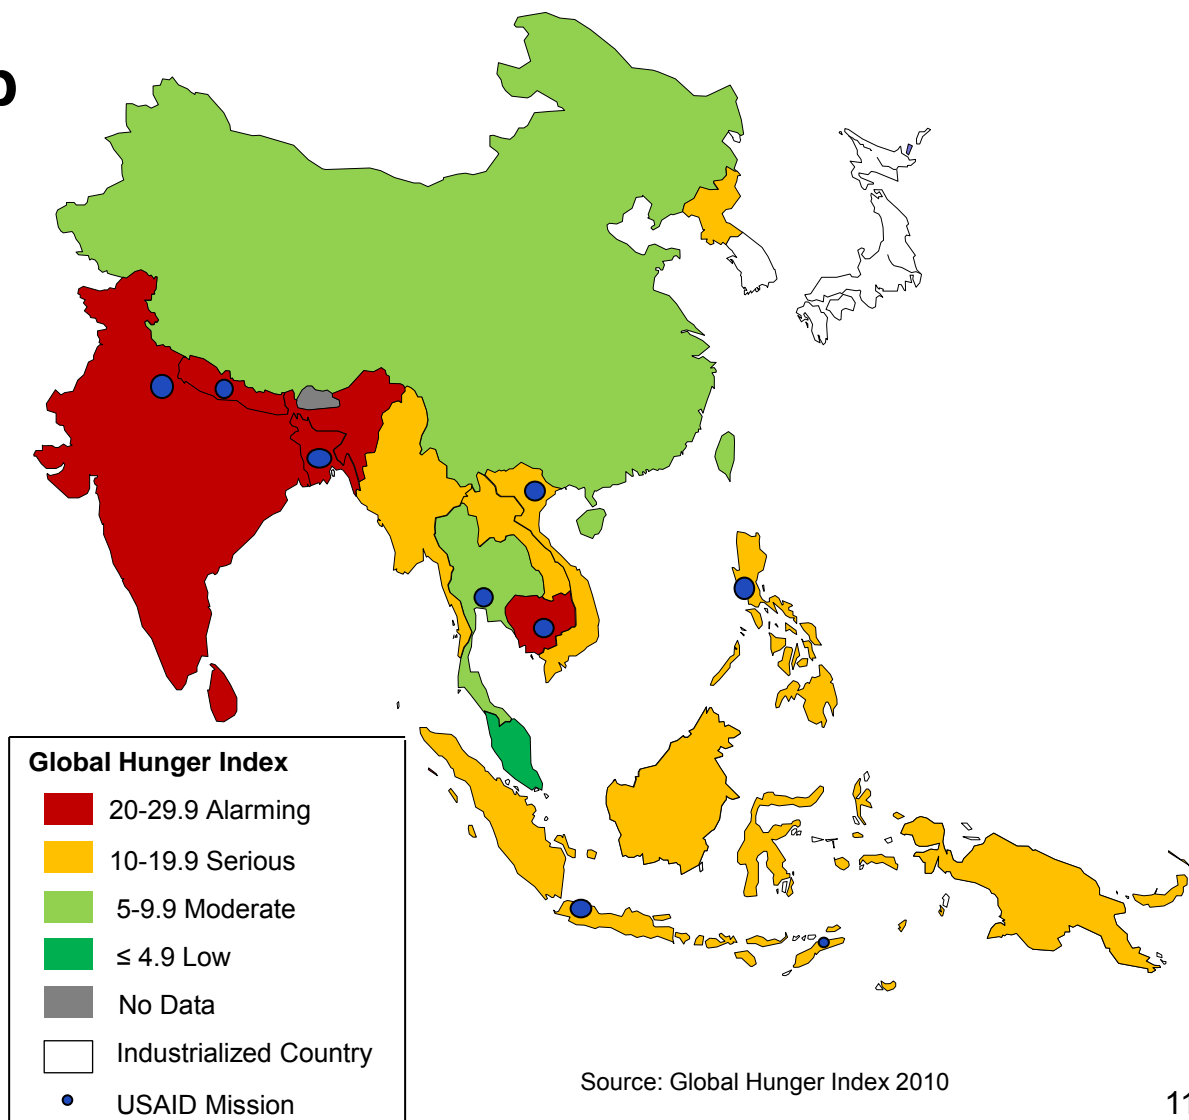 Global Hunger Index
20-29.9 Alarming
10-19.9 Serious
5-9.9 Moderate
≤ 4.9 Low
No Data
Industrialized Country
USAID Mission
Source: Global Hunger Index 2010
11